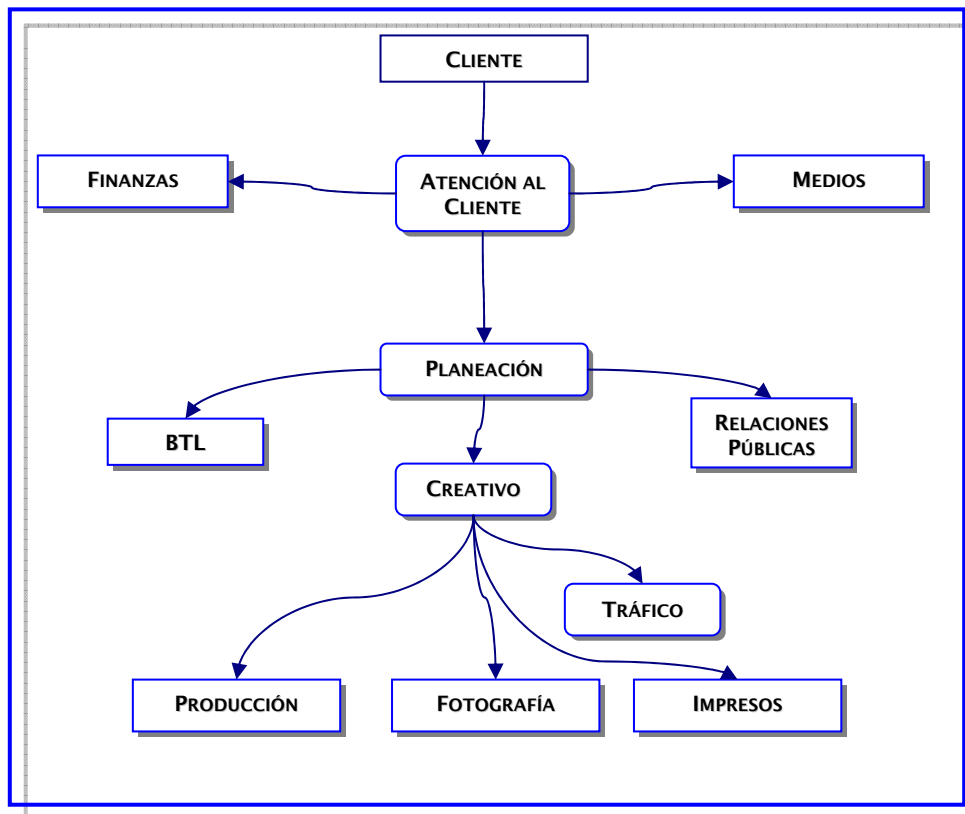 CLIENTE
FINANZAS
ATENCIÓN AL
CLIENTE
MEDIOS
PLANEACIÓN
BTL
RELACIONES
PÚBLICAS
CREATIVO
TRÁFICO
PRODUCCIÓN
FOTOGRAFÍA
IMPRESOS